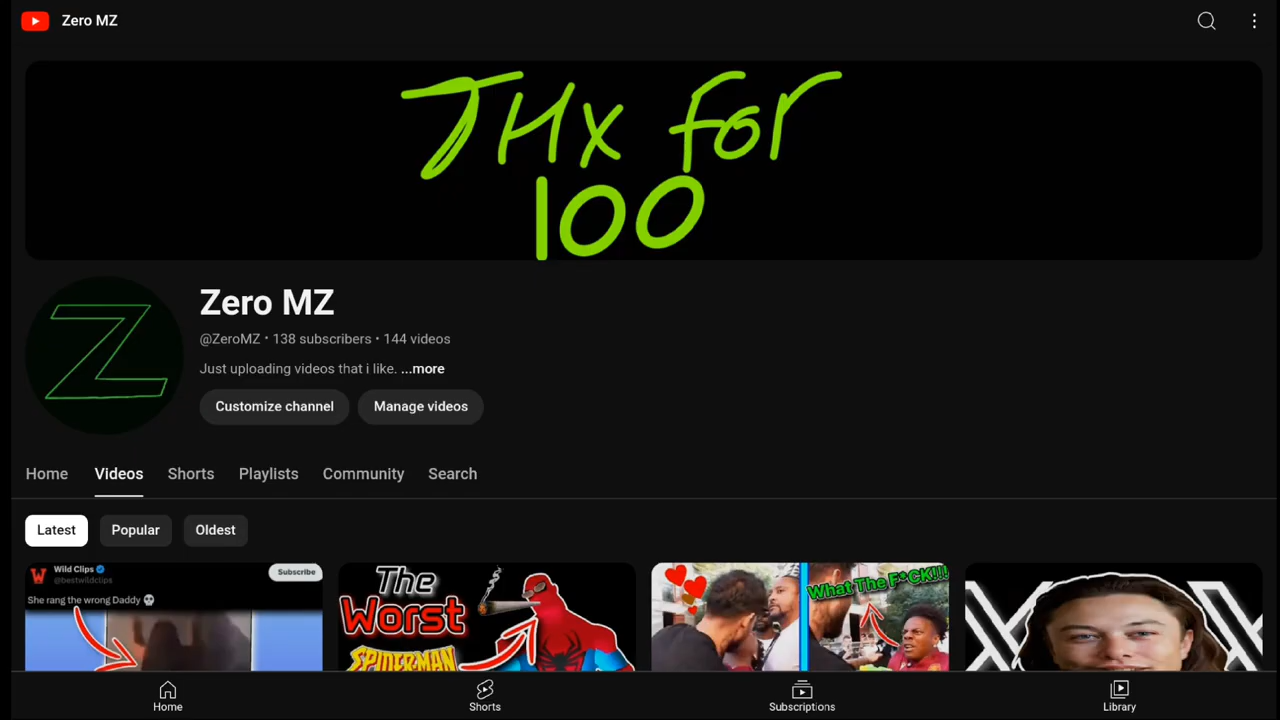 Zero MZ
THx for
100
Zero MZ
@ZeroMZ • 138 subscribers • 144 videos
Just uploading videos that i like. ...more
Customize channel
Manage videos
Home Videos Shorts Playlists Community Search
Latest Popular Oldest
Wild Clips
@bestwildclips
Subscribe
She rang the wrong Daddy 💀
The
Worst
SPIDERMAN
What The F*CK!!!
Home Shorts Subscriptions Library